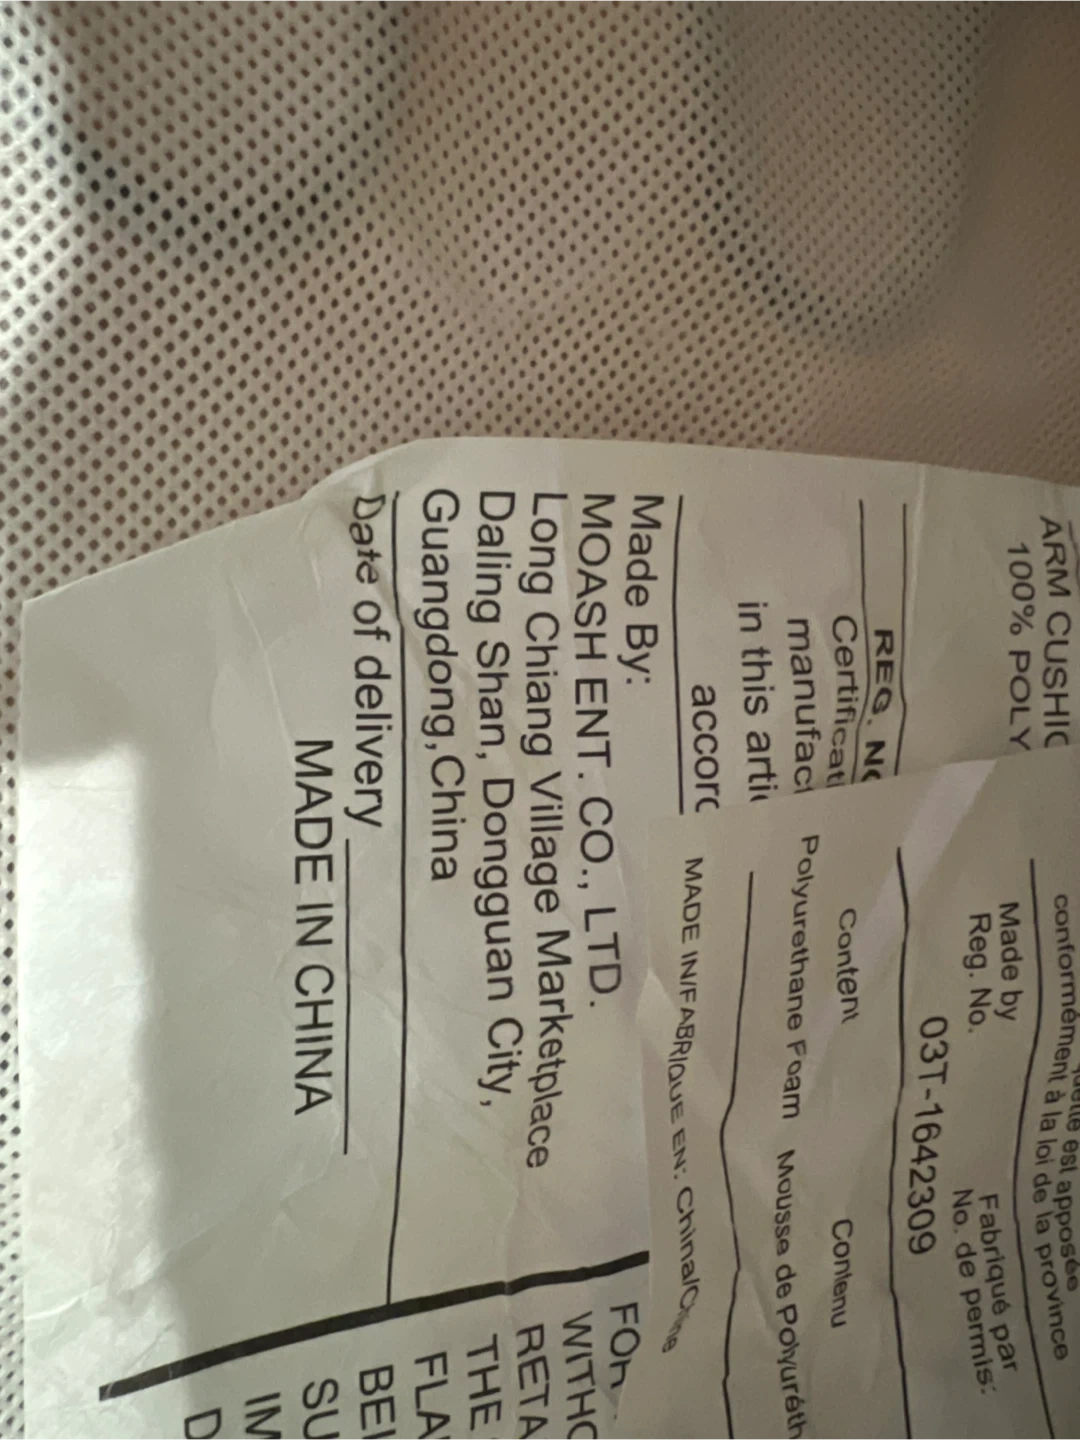 ARM CUSHIO
100% POLY
REG. NO
Certificati
manufact
in this artic
accord
Made By:
MOASH ENT. CO., LTD.
Long Chiang Village Marketplace
Daling Shan, Dongguan City,
Guangdong,China
Date of delivery
MADE IN CHINA
est apposée
conformément à la loi de la province
Made by Fabriqué par
Reg. No. No. de permis:
03T-1642309
Content Contenu
Polyurethane Foam Mousse de Polyuréth
MADE IN/FABRIQUE EN: China/Chine
FOR
WITHO
RETA
THE
FLA
BEI
SU
IM
D